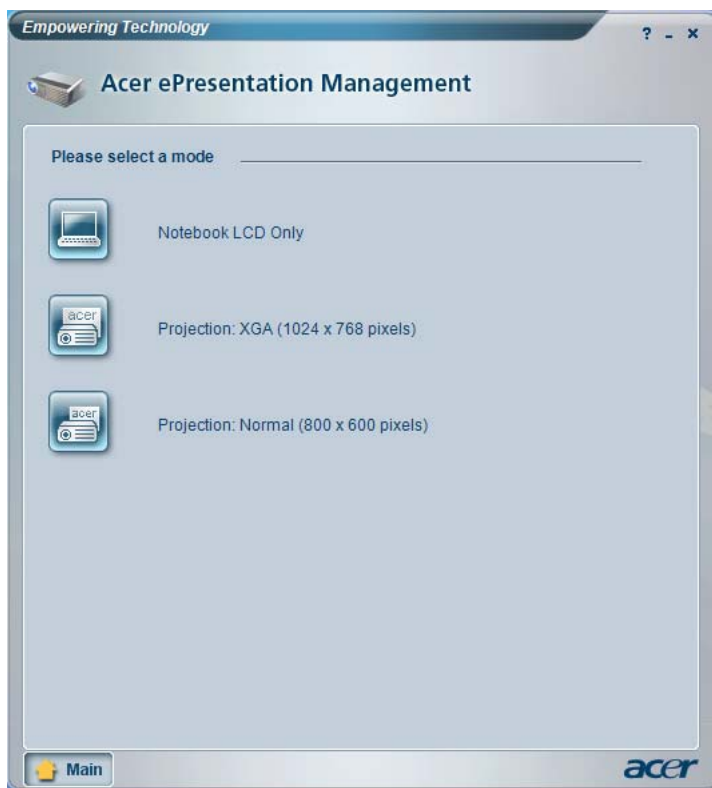 Empowering Technology
? - ×
Acer ePresentation Management
Please select a mode
Notebook LCD Only
acer
Projection: XGA (1024 x 768 pixels)
acer
Projection: Normal (800 x 600 pixels)
Main
acer